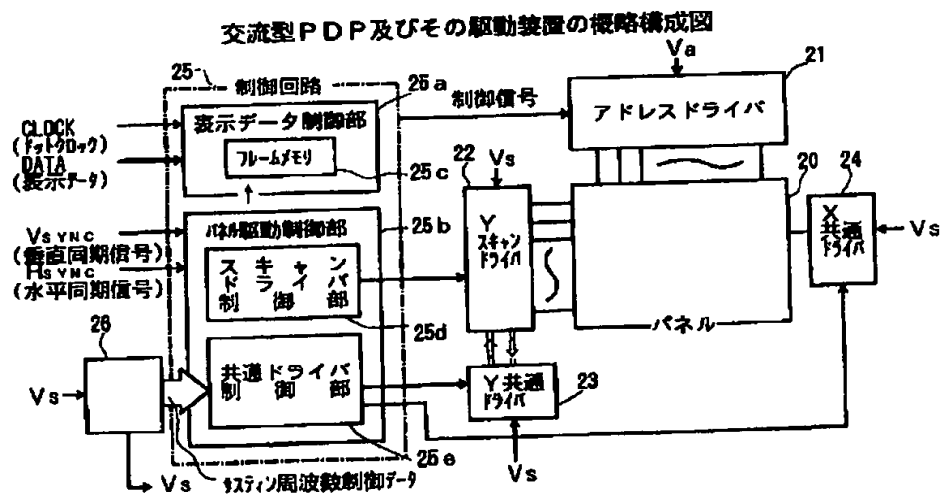 交流型PDP及びその駆動装置の概略構成図
25
制御回路
25a
表示データ制御部
フレームメモリ
25c
CLOCK
(ドットクロック)
DATA
(表示データ)
制御信号
Va
21
アドレスドライバ
VSYNC
(垂直同期信号)
HSYNC
(水平同期信号)
パネル駆動制御部
25b
スキャン
ドライバ
制御部
25d
22
Vs
Y
スキャン
ドライバ
20
パネル
24
X
共通
ドライバ
Vs
26
Vs
Vs
共通ドライバ
制御部
25e
サスティン周波数制御データ
Y共通
ドライバ
23
Vs